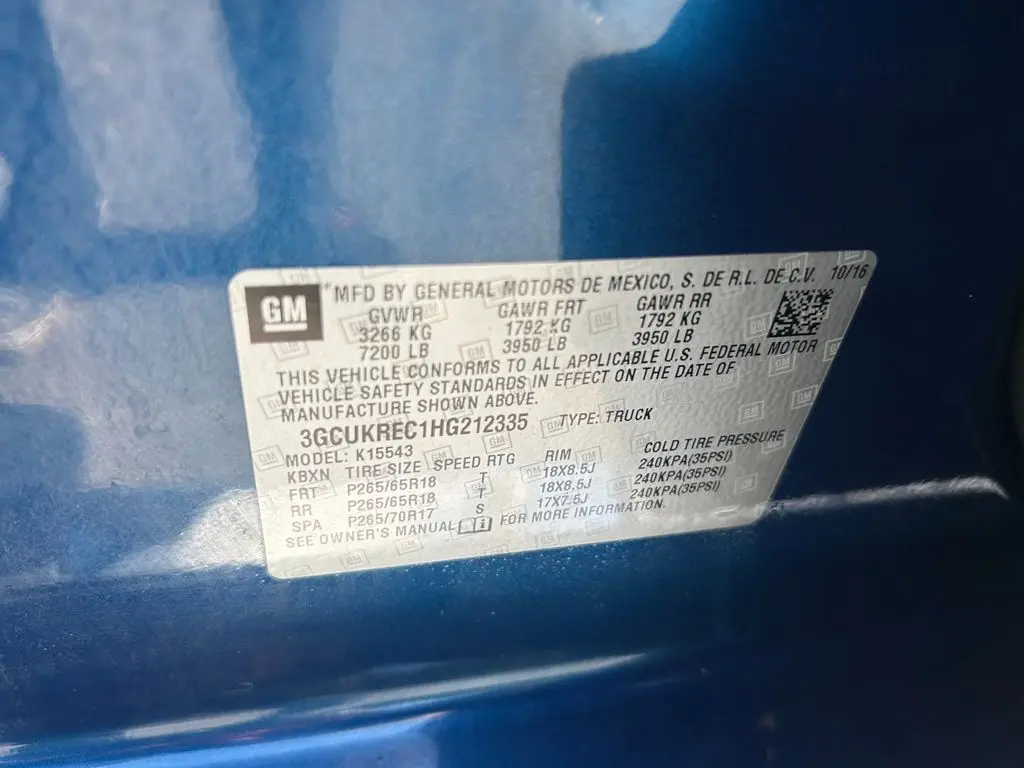 GM
*MFD BY GENERAL MOTORS DE MEXICO, S. DE R.L. DE C.V. 10/16
GVWR GAWR FRT GAWR RR
3266 KG 1792 KG 1792 KG
7200 LB 3950 LB 3950 LB
THIS VEHICLE CONFORMS TO ALL APPLICABLE U.S. FEDERAL MOTOR
VEHICLE SAFETY STANDARDS IN EFFECT ON THE DATE OF
MANUFACTURE SHOWN ABOVE.
3GCUKREC1HG212335 TYPE: TRUCK
MODEL: K15543
KBXN TIRE SIZE SPEED RTG RIM COLD TIRE PRESSURE
FRT P265/65R18 T 18X8.5J 240KPA(35PSI)
RR P265/65R18 T 18X8.5J 240KPA(35PSI)
SPA P265/70R17 S 17X7.5J 240KPA(35PSI)
SEE OWNER'S MANUAL i FOR MORE INFORMATION.